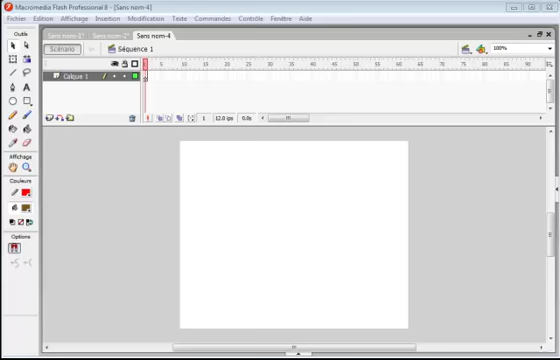 Macromedia Flash Professional 8 - [Sans nom-4]
Fichier Edition Affichage Insertion Modification Texte Commandes Contrôle Fenêtre Aide
Outils
Sans nom-1* Sans nom-2* Sans nom-4
Scénario Séquence 1 100%
1 5 10 15 20 25 30 35 40 45 50 55 60 65 70 75 80 85 90
Calque 1
1 12.0 ips 0.0s
Affichage
Couleurs
Options